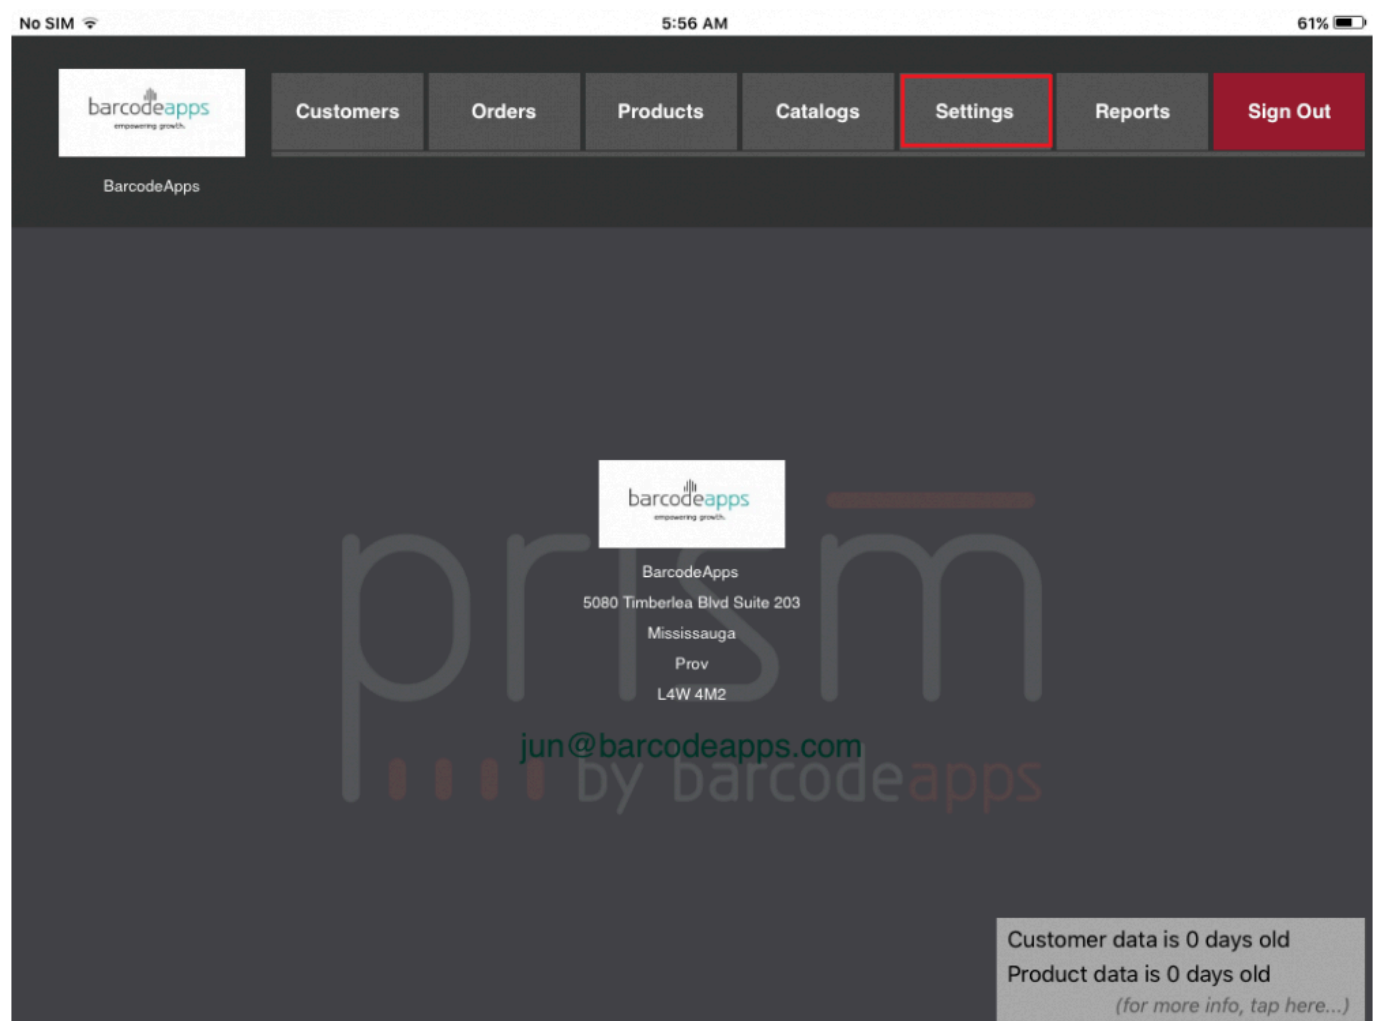 No SIM 5:56 AM 61%
barcodeapps
empowering growth.
Customers Orders Products Catalogs Settings Reports Sign Out
BarcodeApps
barcodeapps
empowering growth.
prism
BarcodeApps
5080 Timberlea Blvd Suite 203
Mississauga
Prov
L4W 4M2
jun@barcodeapps.com
by barcodeapps
Customer data is 0 days old
Product data is 0 days old
(for more info, tap here...)